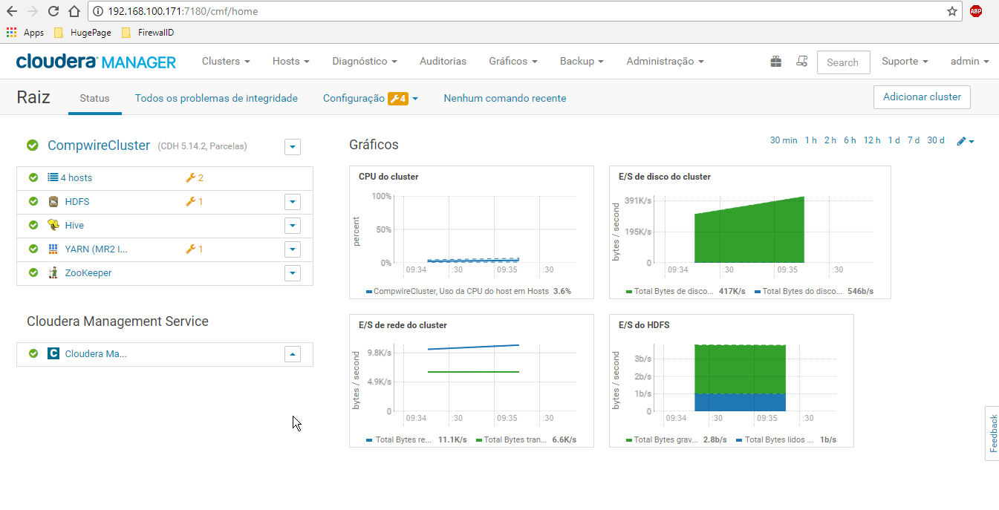 192.168.100.171:7180/cmf/home
ABP
Apps HugePage FirewallD
cloudera MANAGER Clusters Hosts Diagnóstico Auditorias Gráficos Backup Administração Search Suporte admin
Raiz Status Todos os problemas de integridade Configuração 4 Nenhum comando recente Adicionar cluster
CompwireCluster (CDH 5.14.2, Parcelas)
4 hosts 2
HDFS 1
Hive
YARN (MR2 I... 1
ZooKeeper
Cloudera Management Service
C Cloudera Ma...
Gráficos 30 min 1 h 2 h 6 h 12 h 1 d 7 d 30 d
CPU do cluster
percent
100%
50%
0%
09:34 :30 09:35 :30
CompwireCluster, Uso da CPU do host em Hosts 3.6%
E/S de disco do cluster
bytes / second
391K/s
195K/s
0
09:34 :30 09:35 :30
Total Bytes de disco... 417K/s Total Bytes do disco... 546b/s
E/S de rede do cluster
bytes / second
9.8K/s
4.9K/s
0
09:34 :30 09:35 :30
Total Bytes re... 11.1K/s Total Bytes tran... 6.6K/s
E/S do HDFS
bytes / second
3b/s
2b/s
1b/s
0
09:34 :30 09:35 :30
Total Bytes grav... 2.8b/s Total Bytes lidos ... 1b/s
Feedback